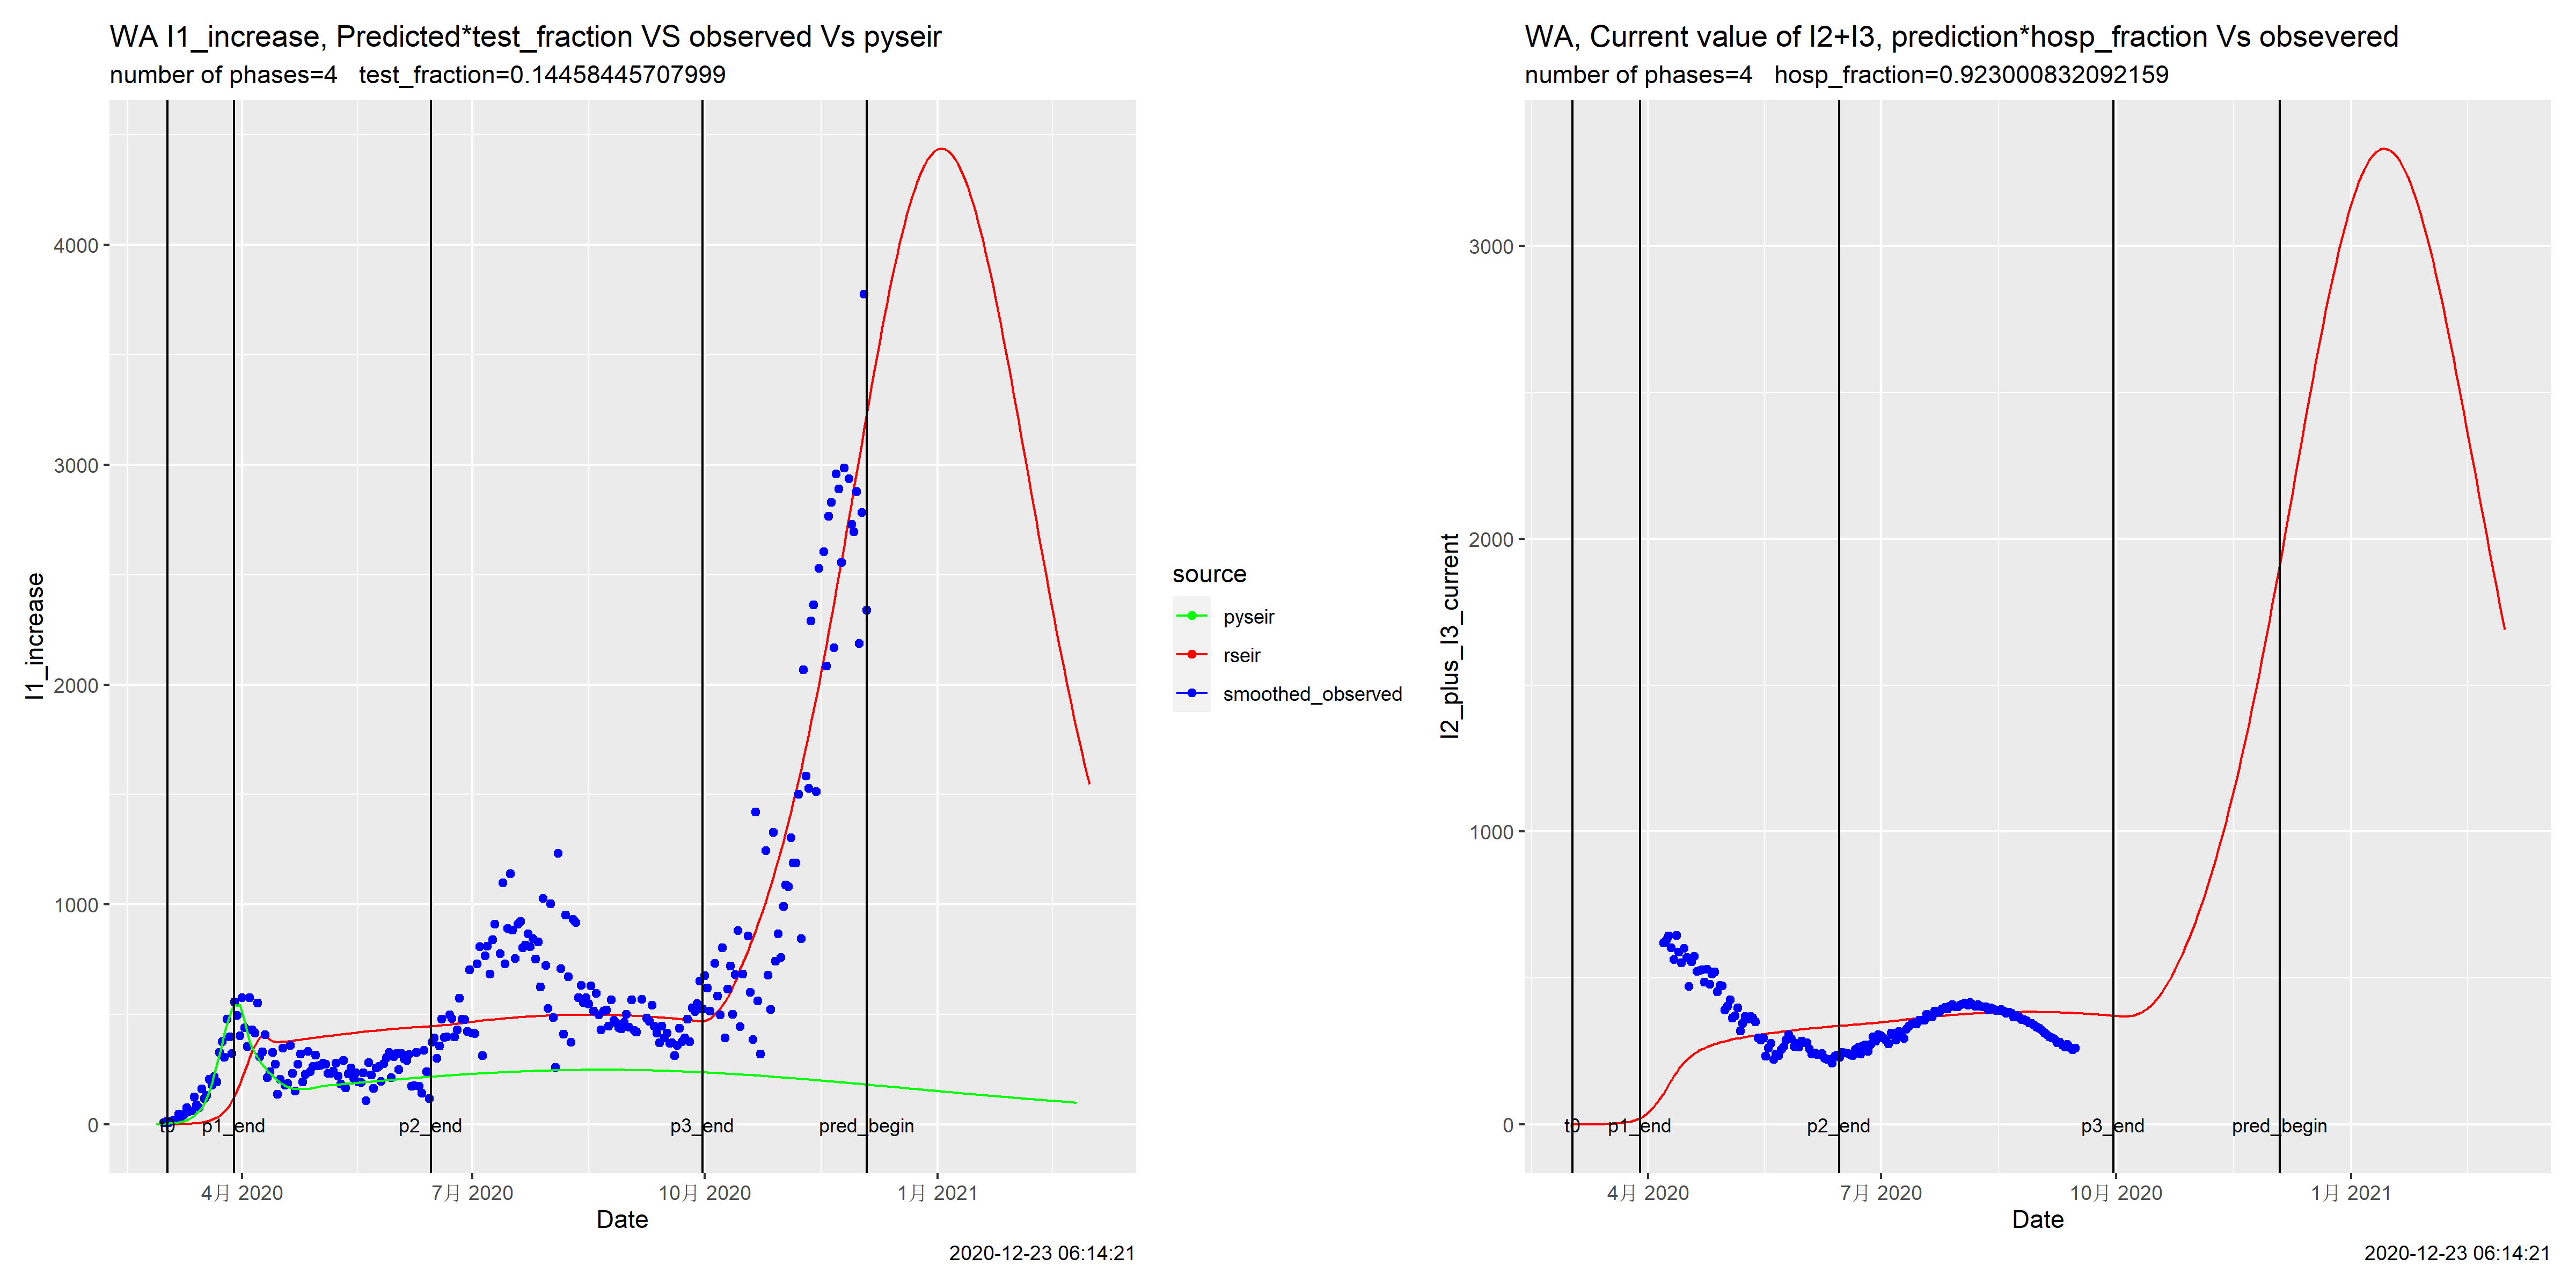 WA I1_increase, Predicted*test_fraction VS observed Vs pyseir
number of phases=4   test_fraction=0.14458445707999
I1_increase
4000
3000
2000
1000
0
t0
p1_end
p2_end
p3_end
pred_begin
4月 2020
7月 2020
10月 2020
1月 2021
Date
2020-12-23 06:14:21
source
pyseir
rseir
smoothed_observed
WA, Current value of I2+I3, prediction*hosp_fraction Vs obsevered
number of phases=4   hosp_fraction=0.923000832092159
I2_plus_I3_current
3000
2000
1000
0
t0
p1_end
p2_end
p3_end
pred_begin
4月 2020
7月 2020
10月 2020
1月 2021
Date
2020-12-23 06:14:21